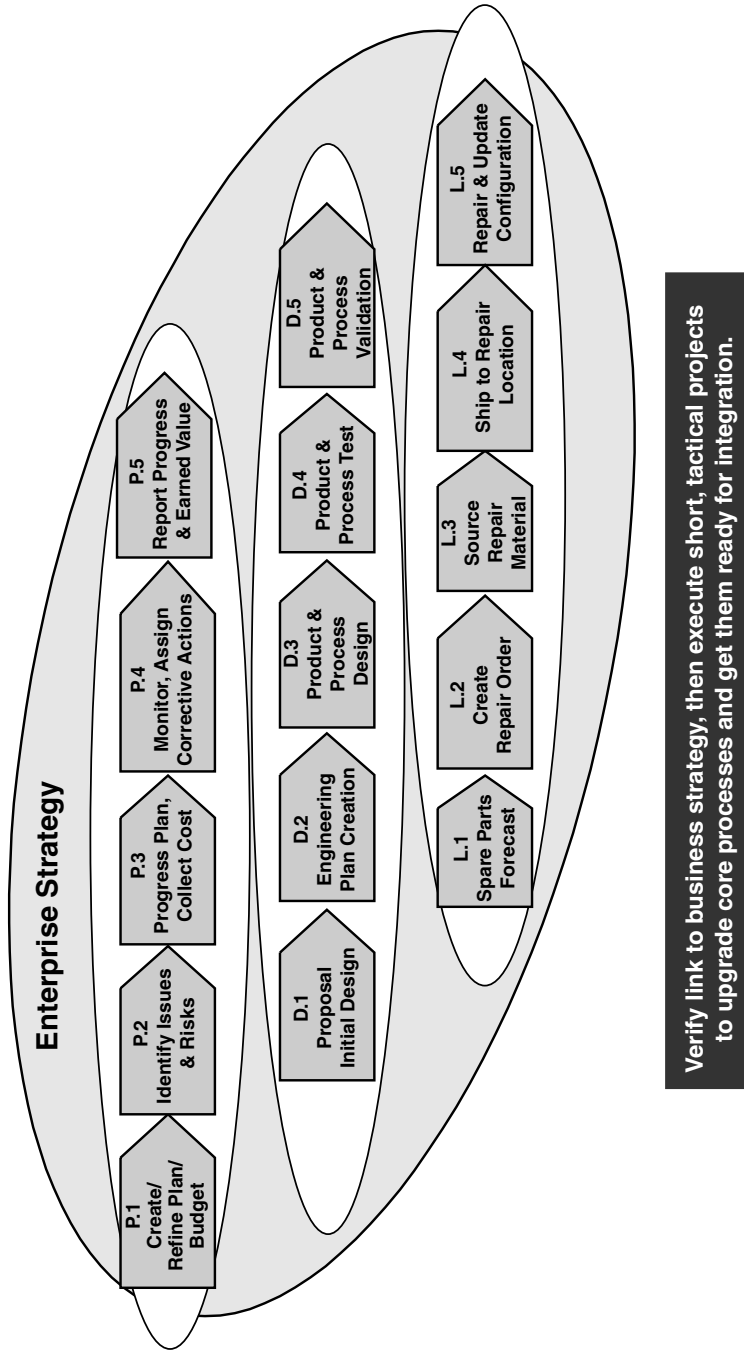 Enterprise Strategy
P.1
Create/
Refine Plan/
Budget
P.2
Identify Issues
& Risks
P.3
Progress Plan,
Collect Cost
P.4
Monitor, Assign
Corrective Actions
P.5
Report Progress
& Earned Value
D.1
Proposal
Initial Design
D.2
Engineering
Plan Creation
D.3
Product &
Process
Design
D.4
Product &
Process Test
D.5
Product &
Process
Validation
L.1
Spare Parts
Forecast
L.2
Create
Repair Order
L.3
Source
Repair
Material
L.4
Ship to Repair
Location
L.5
Repair & Update
Configuration
Verify link to business strategy, then execute short, tactical projects
to upgrade core processes and get them ready for integration.